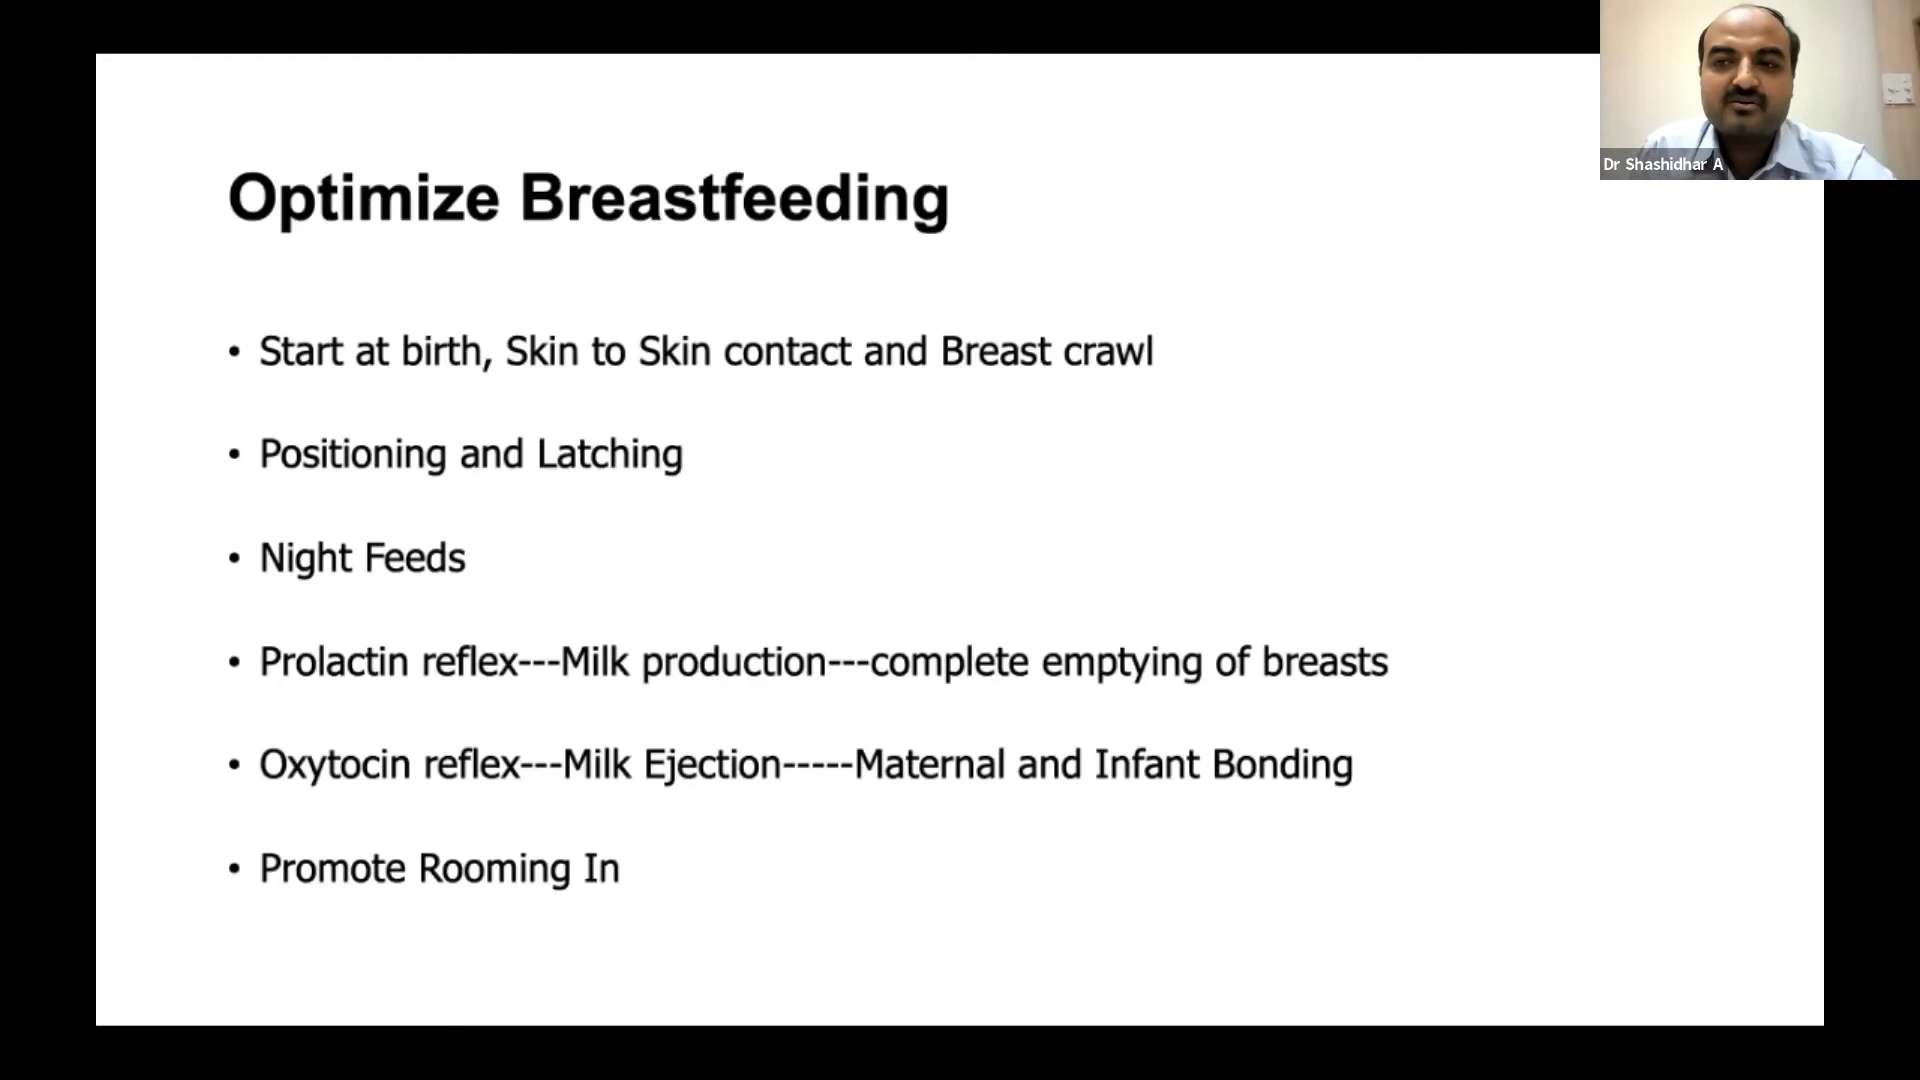 Dr Shashidhar A
Optimize Breastfeeding
• Start at birth, Skin to Skin contact and Breast crawl
• Positioning and Latching
• Night Feeds
• Prolactin reflex---Milk production---complete emptying of breasts
• Oxytocin reflex---Milk Ejection-----Maternal and Infant Bonding
• Promote Rooming In